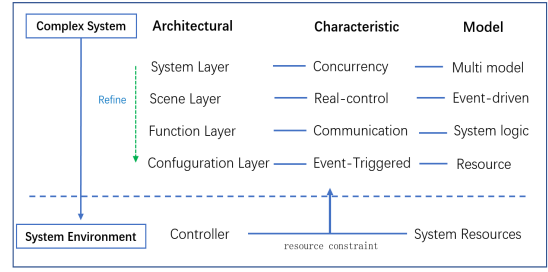 Complex System Architectural Characteristic Model
System Layer Concurrency Multi model
Refine
Scene Layer Real-control Event-driven
Function Layer Communication System logic
Confuguration Layer Event-Triggered Resource
System Environment Controller System Resources
resource constraint